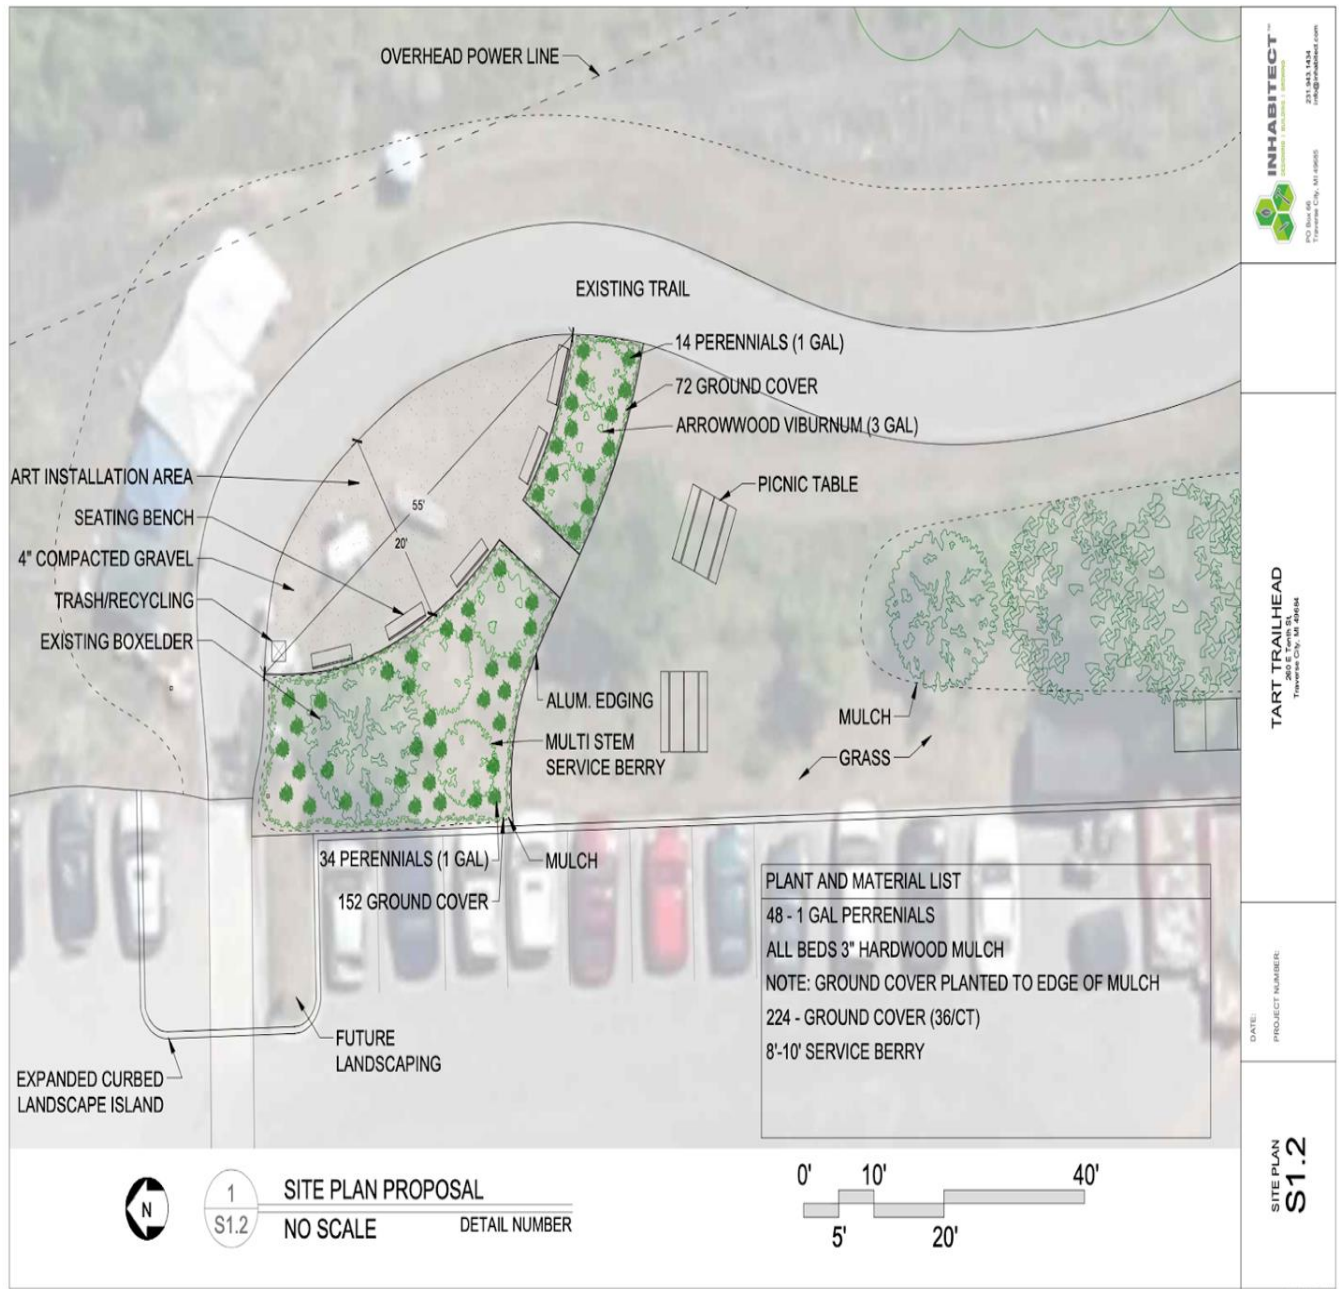 OVERHEAD POWER LINE
EXISTING TRAIL
14 PERENNIALS (1 GAL)
72 GROUND COVER
ARROWWOOD VIBURNUM (3 GAL)
PICNIC TABLE
ART INSTALLATION AREA
SEATING BENCH
4" COMPACTED GRAVEL
TRASH/RECYCLING
EXISTING BOXELDER
55'
20'
ALUM. EDGING
MULTI STEM
SERVICE BERRY
MULCH
GRASS
34 PERENNIALS (1 GAL)
152 GROUND COVER
MULCH
FUTURE
LANDSCAPING
EXPANDED CURBED
LANDSCAPE ISLAND
PLANT AND MATERIAL LIST
48 - 1 GAL PERRENIALS
ALL BEDS 3" HARDWOOD MULCH
NOTE: GROUND COVER PLANTED TO EDGE OF MULCH
224 - GROUND COVER (36/CT)
8'-10' SERVICE BERRY
N
1
S1.2
SITE PLAN PROPOSAL
NO SCALE
DETAIL NUMBER
0'
10'
40'
5'
20'
INHABITECT™
231.943.1434
info@inhabitect.com
PO Box 66
Traverse City, MI 49685
TART TRAILHEAD
Traverse City, MI 49684
DATE:
PROJECT NUMBER:
SITE PLAN
S1.2